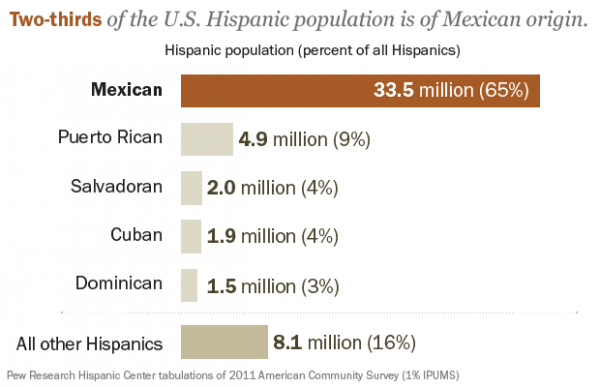 Two-thirds of the U.S. Hispanic population is of Mexican origin.
Hispanic population (percent of all Hispanics)
Mexican 33.5 million (65%)
Puerto Rican 4.9 million (9%)
Salvadoran 2.0 million (4%)
Cuban 1.9 million (4%)
Dominican 1.5 million (3%)
All other Hispanics 8.1 million (16%)
Pew Research Hispanic Center tabulations of 2011 American Community Survey (1% IPUMS)